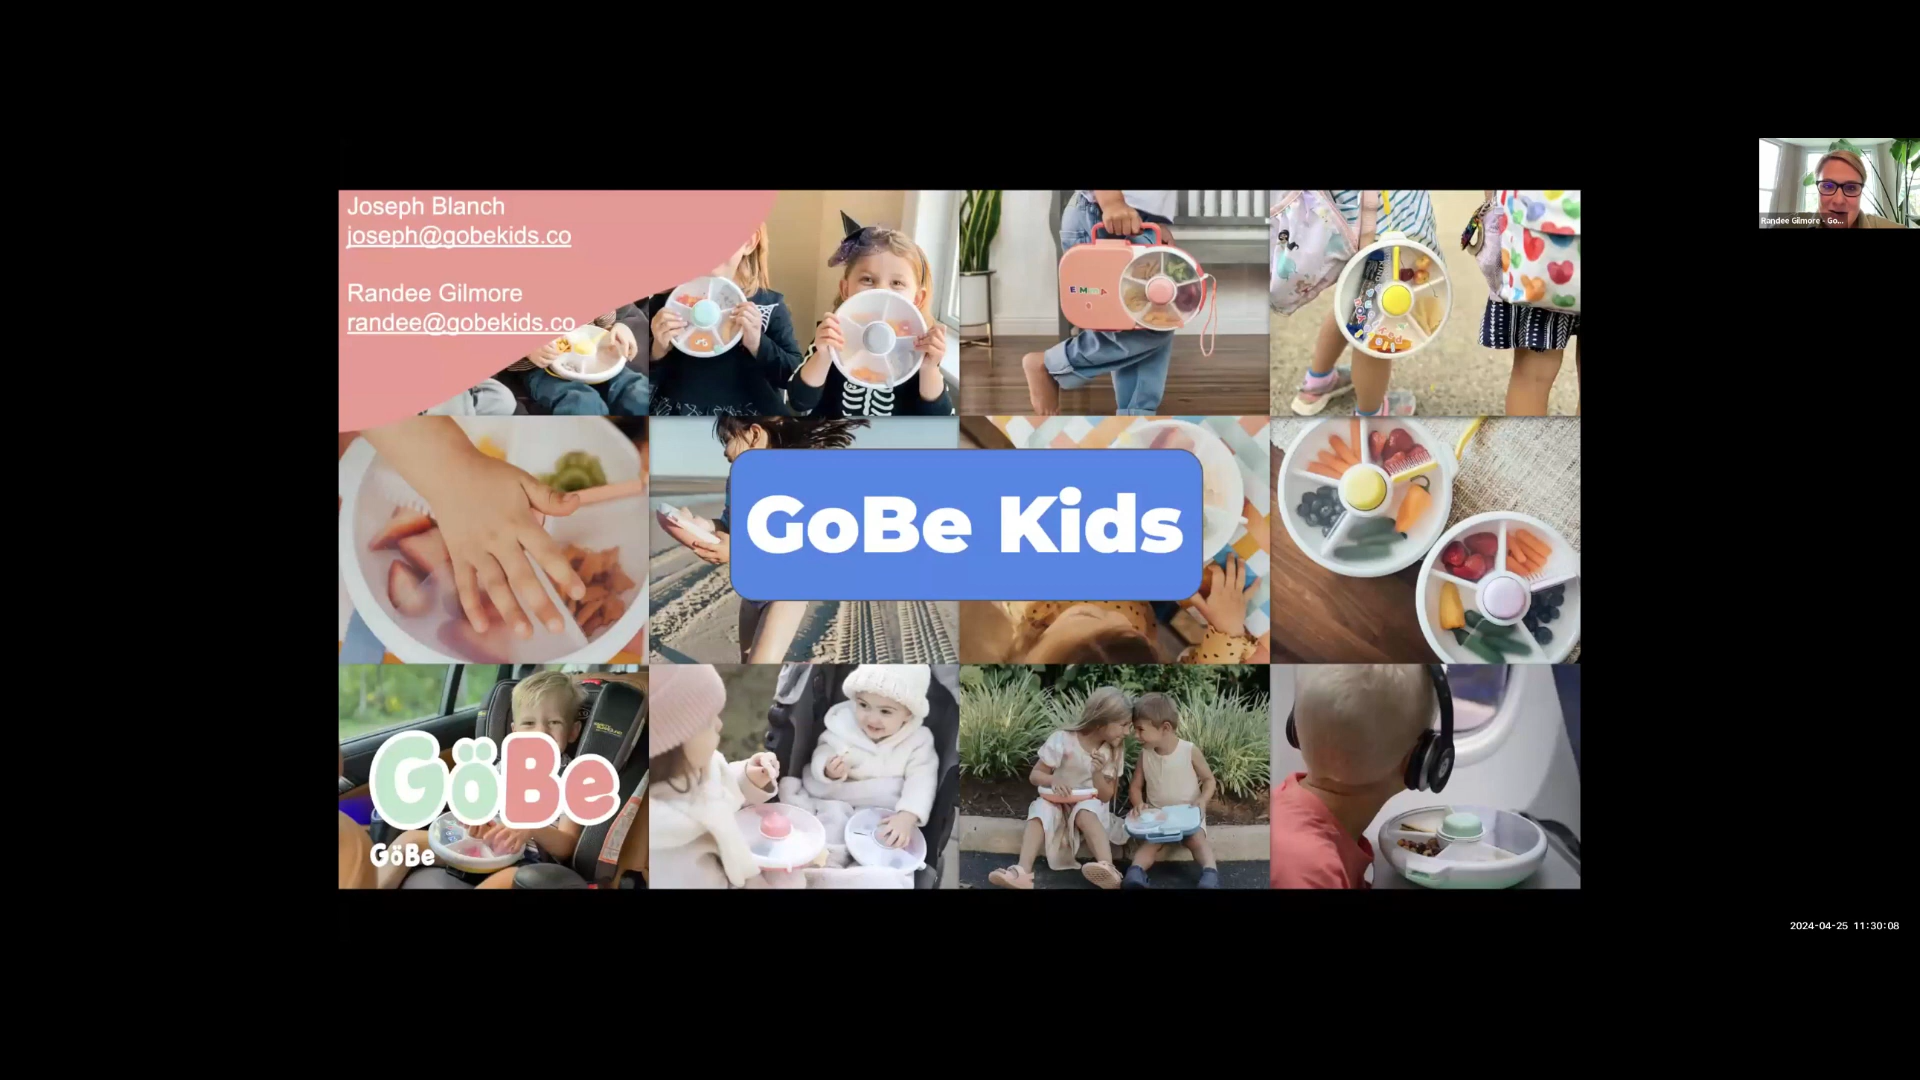 Joseph Blanch
joseph@gobekids.co
Randee Gilmore
randee@gobekids.co
GoBe Kids
GöBe
GöBe
Randee Gilmore - Go...
2024-04-25 11:30:08